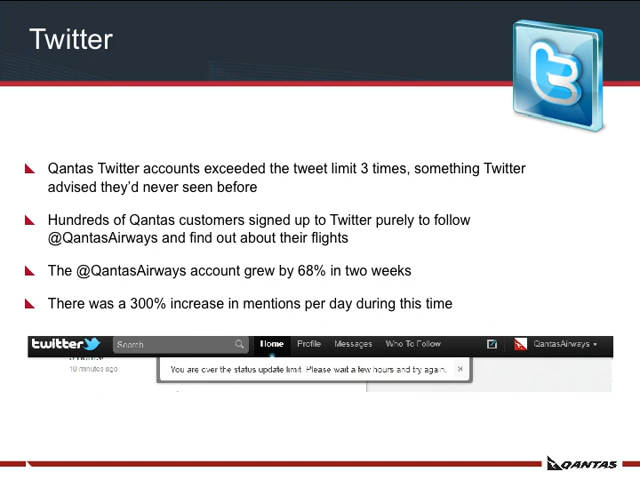 Twitter
Qantas Twitter accounts exceeded the tweet limit 3 times, something Twitter
advised they'd never seen before
Hundreds of Qantas customers signed up to Twitter purely to follow
@QantasAirways and find out about their flights
The @QantasAirways account grew by 68% in two weeks
There was a 300% increase in mentions per day during this time
twitter Search Home Profile Messages Who To Follow QantasAirways
10 minutes ago
You are over the status update limit. Please wait a few hours and try again. ×
QANTAS